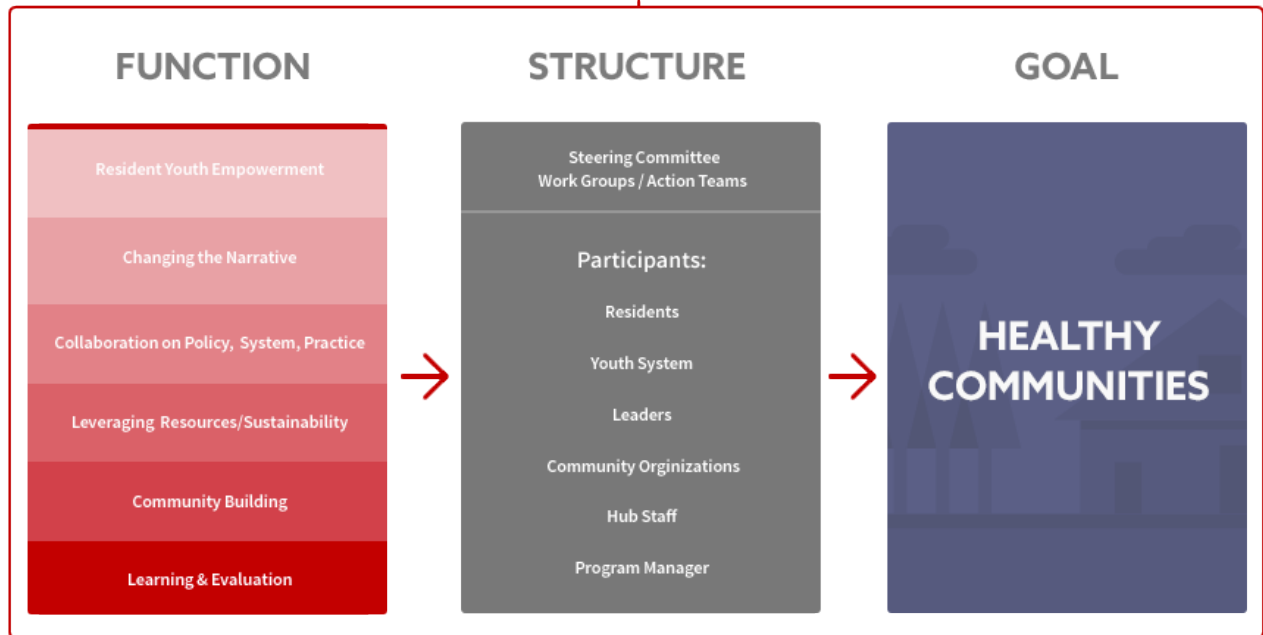 FUNCTION
Resident Youth Empowerment
Changing the Narrative
Collaboration on Policy, System, Practice
Leveraging Resources/Sustainability
Community Building
Learning & Evaluation
STRUCTURE
Steering Committee
Work Groups / Action Teams
Participants:
Residents
Youth System
Leaders
Community Orginizations
Hub Staff
Program Manager
GOAL
HEALTHY
COMMUNITIES